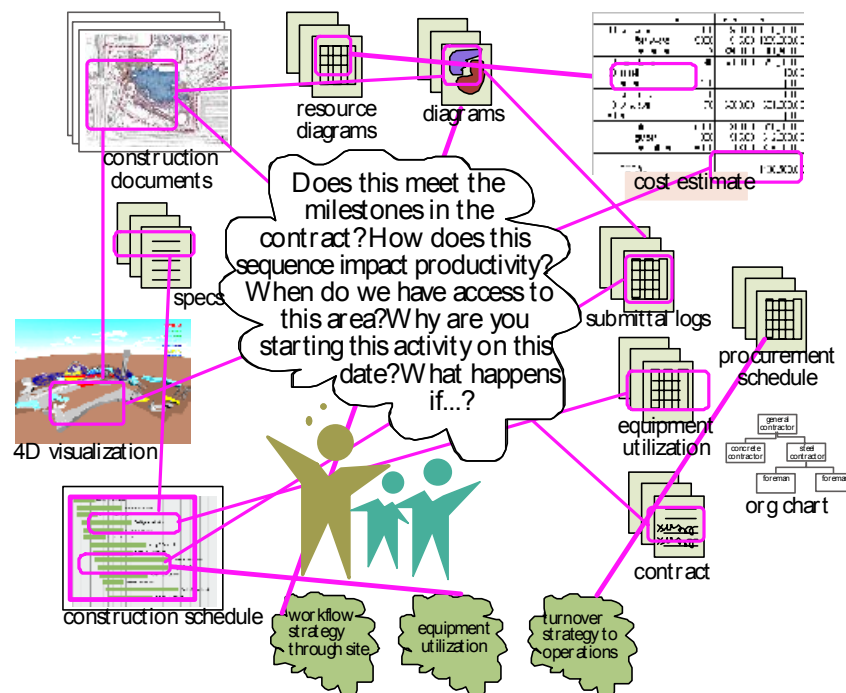 resource
diagrams
diagrams
construction
documents
cost estimate
Does this meet the
milestones in the
contract?How does this
sequence impact productivity?
When do we have access to
this area?Why are you
starting this activity on this
date?What happens
if...?
specs
submittal logs
procurement
schedule
4D visualization
equipment
utilization
general
contractor
concrete
contractor
steel
contractor
foreman
foreman
org chart
contract
construction schedule
workflow
strategy
through site
equipment
utilization
turnover
strategy to
operations